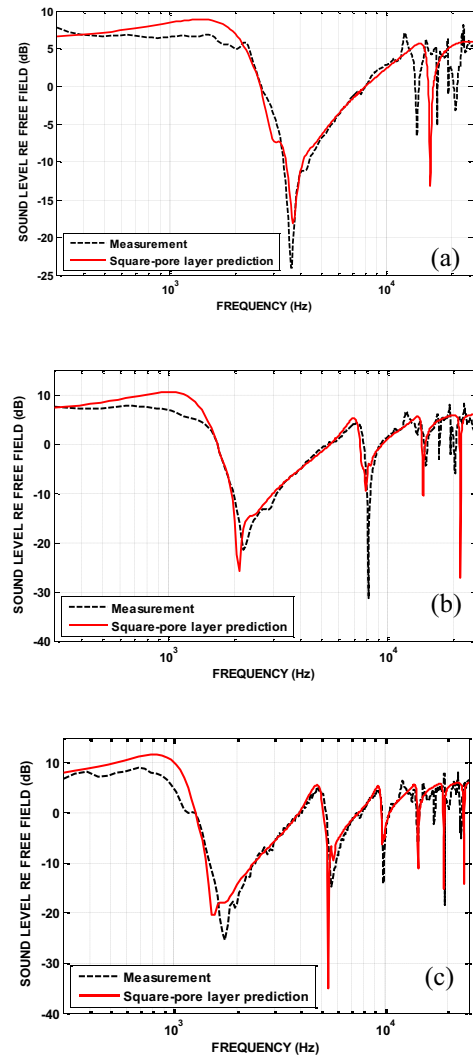 10
5
0
-5
-10
-15
-20
-25
SOUND LEVEL RE FREE FIELD (dB)
Measurement
Square-pore layer prediction
(a)
10³
10⁴
FREQUENCY (Hz)
10
0
-10
-20
-30
-40
SOUND LEVEL RE FREE FIELD (dB)
Measurement
Square-pore layer prediction
(b)
10³
10⁴
FREQUENCY (Hz)
10
0
-10
-20
-30
-40
SOUND LEVEL RE FREE FIELD (dB)
Measurement
Square-pore layer prediction
(c)
10³
10⁴
FREQUENCY (Hz)